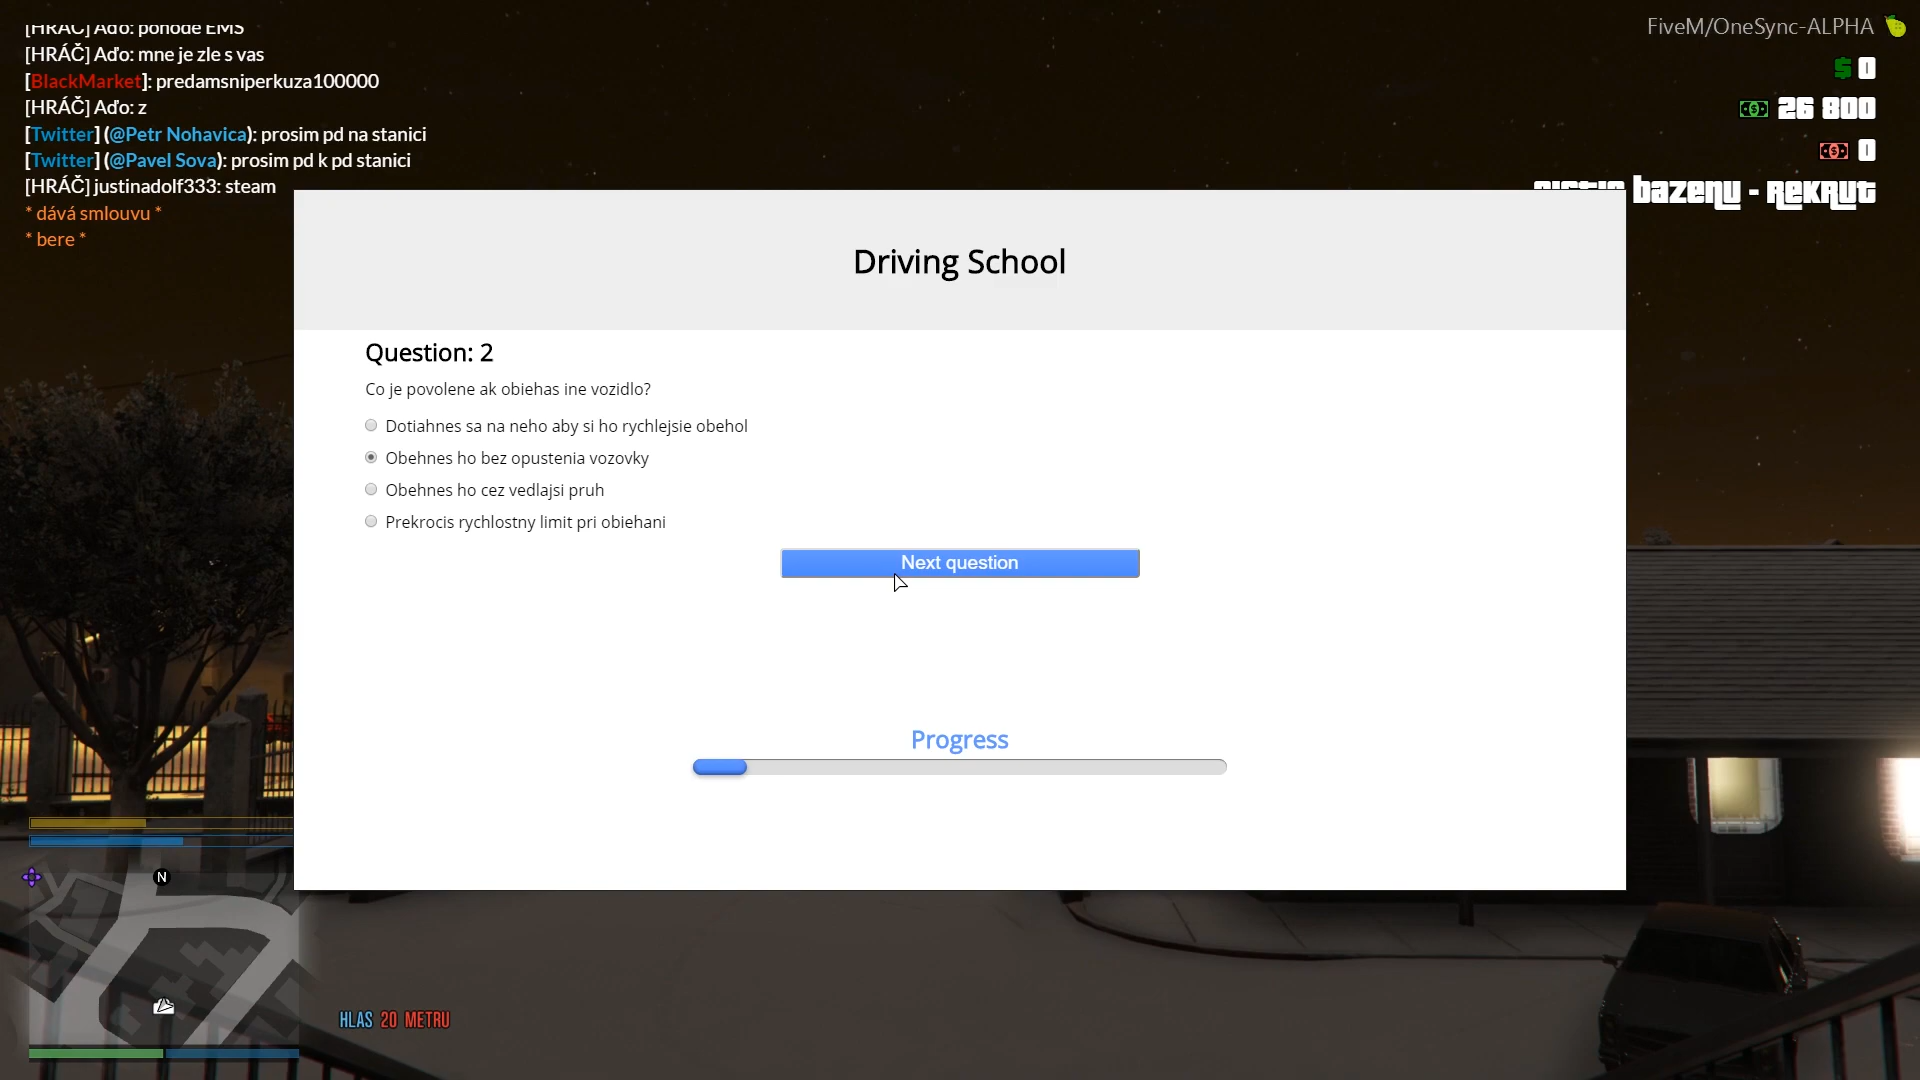 [HRÁČ] Aďo: pohode EMS
[HRÁČ] Aďo: mne je zle s vas
[BlackMarket]: predamsniperkuza100000
[HRÁČ] Aďo: z
[Twitter] (@Petr Nohavica): prosim pd na stanici
[Twitter] (@Pavel Sova): prosim pd k pd stanici
[HRÁČ] justinadolf333: steam
* dává smlouvu *
* bere *
FiveM/OneSync-ALPHA
$ 0
26 800
0
bazenu - Rekrut
Driving School
Question: 2
Co je povolene ak obiehas ine vozidlo?
Dotiahnes sa na neho aby si ho rychlejsie obehol
Obehnes ho bez opustenia vozovky
Obehnes ho cez vedlajsi pruh
Prekrocis rychlostny limit pri obiehani
Next question
Progress
N
HLAS 20 METRU